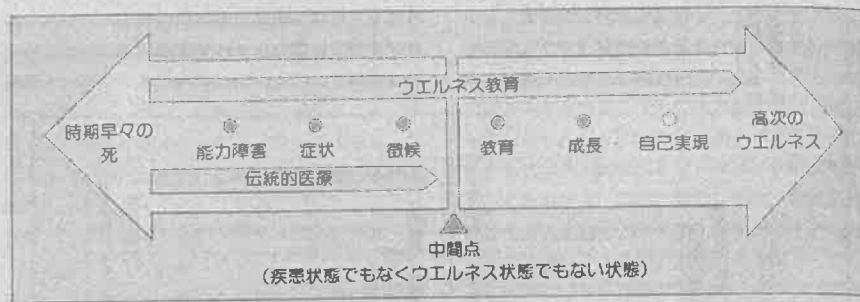 ウエルネス教育
時期早々の
死
能力障害
症状
徴候
教育
成長
自己実現
高次の
ウエルネス
伝統的医療
中間点
（疾患状態でもなくウエルネス状態でもない状態）